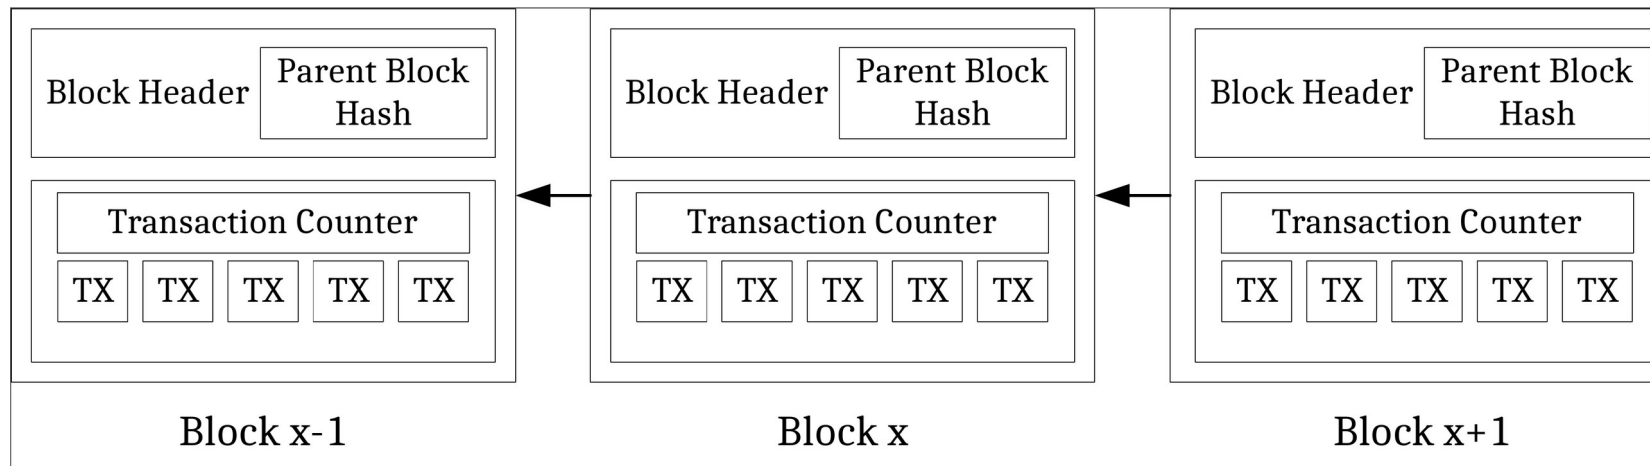 Block Header
Parent Block
Hash
Transaction Counter
TX TX TX TX TX
Block x-1
Block Header
Parent Block
Hash
Transaction Counter
TX TX TX TX TX
Block x
Block Header
Parent Block
Hash
Transaction Counter
TX TX TX TX TX
Block x+1